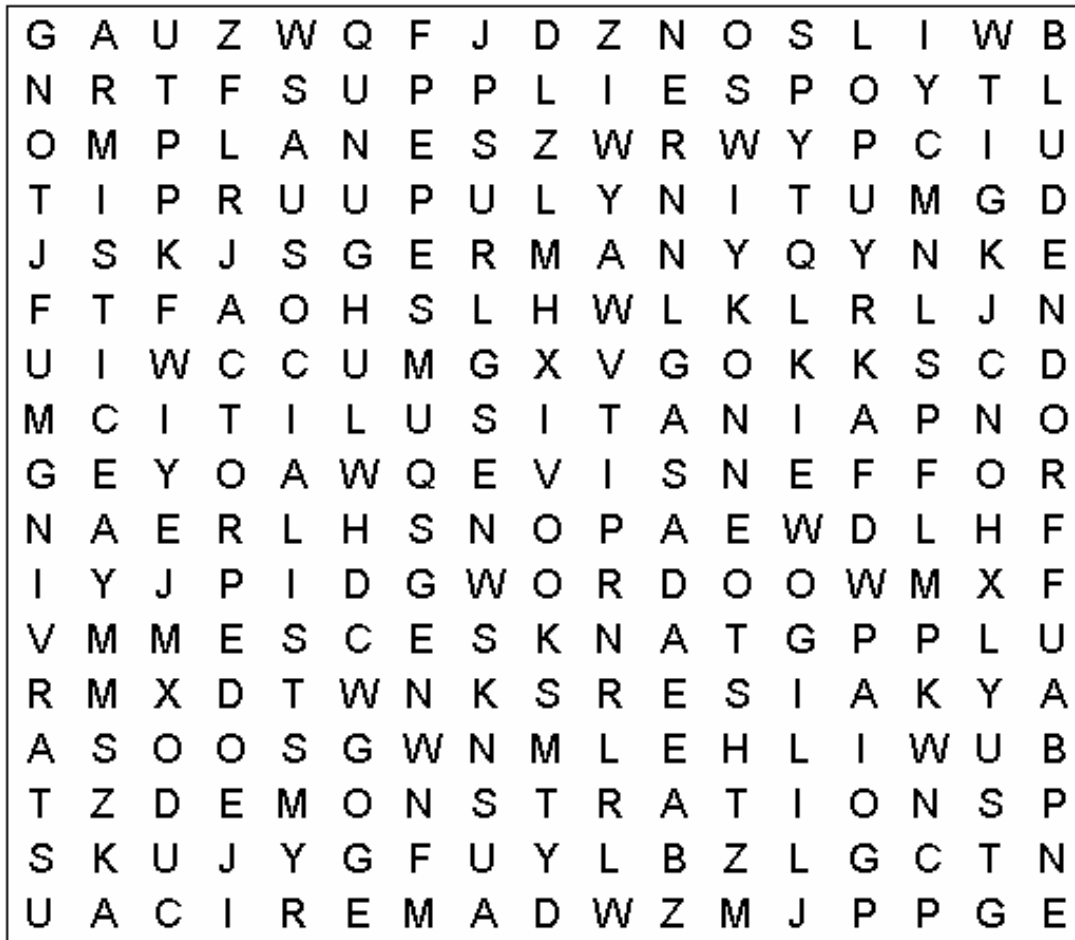 G A U Z W Q F J D Z N O S L I W B
N R T F S U P P L I E S P O Y T L
O M P L A N E S Z W R W Y P C I U
T I P R U U P U L Y N I T U M G D
J S K J S G E R M A N Y Q Y N K E
F T F A O H S L H W L K L R L J N
U I W C C U M G X V G O K K S C D
M C I T I L U S I T A N I A P N O
G E Y O A W Q E V I S N E F F O R
N A E R L H S N O P A E W D L H F
I Y J P I D G W O R D O O W M X F
V M M E S C E S K N A T G P P L U
R M X D T W N K S R E S I A K Y A
A S O O S G W N M L E H L I W U B
T Z D E M O N S T R A T I O N S P
S K U J Y G F U Y L B Z L G C T N
U A C I R E M A D W Z M J P P G E